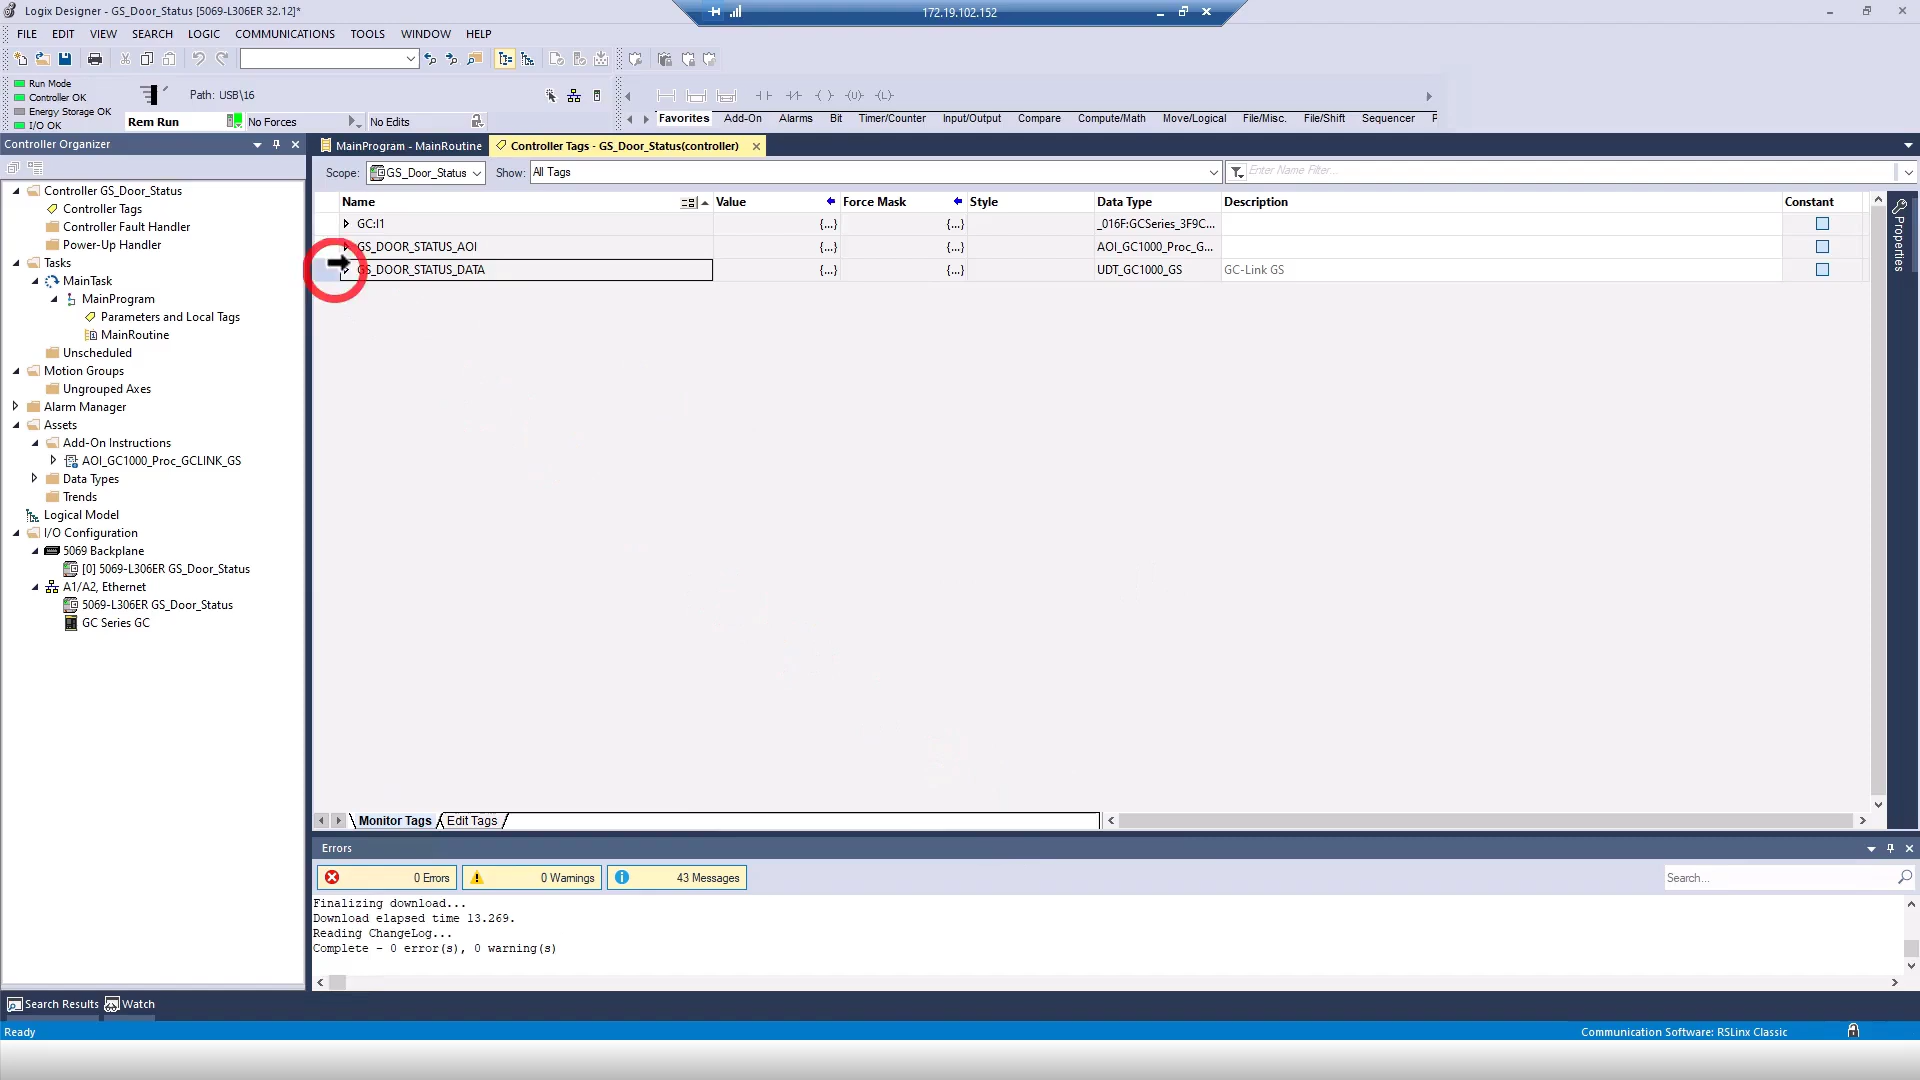 Logix Designer - GS_Door_Status [5069-L306ER 32.12]*
172.19.102.152
FILE EDIT VIEW SEARCH LOGIC COMMUNICATIONS TOOLS WINDOW HELP
Run Mode
Controller OK
Energy Storage OK
I/O OK
Path: USB\16
Rem Run
No Forces
No Edits
Favorites Add-On Alarms Bit Timer/Counter Input/Output Compare Compute/Math Move/Logical File/Misc. File/Shift Sequencer
Controller Organizer
MainProgram - MainRoutine
Controller Tags - GS_Door_Status(controller)
Scope: GS_Door_Status Show: All Tags
Enter Name Filter...
Name Value Force Mask Style Data Type Description Constant
GC:I1 {...} {...} _016F:GCSeries_3F9C...
GS_DOOR_STATUS_AOI {...} {...} AOI_GC1000_Proc_G...
GS_DOOR_STATUS_DATA {...} {...} UDT_GC1000_GS GC-Link GS
Properties
Controller GS_Door_Status
Controller Tags
Controller Fault Handler
Power-Up Handler
Tasks
MainTask
MainProgram
Parameters and Local Tags
MainRoutine
Unscheduled
Motion Groups
Ungrouped Axes
Alarm Manager
Assets
Add-On Instructions
AOI_GC1000_Proc_GCLINK_GS
Data Types
Trends
Logical Model
I/O Configuration
5069 Backplane
[0] 5069-L306ER GS_Door_Status
A1/A2, Ethernet
5069-L306ER GS_Door_Status
GC Series GC
Monitor Tags Edit Tags
Errors
0 Errors 0 Warnings 43 Messages
Search...
Finalizing download...
Download elapsed time 13.269.
Reading ChangeLog...
Complete - 0 error(s), 0 warning(s)
Search Results Watch
Ready
Communication Software: RSLinx Classic